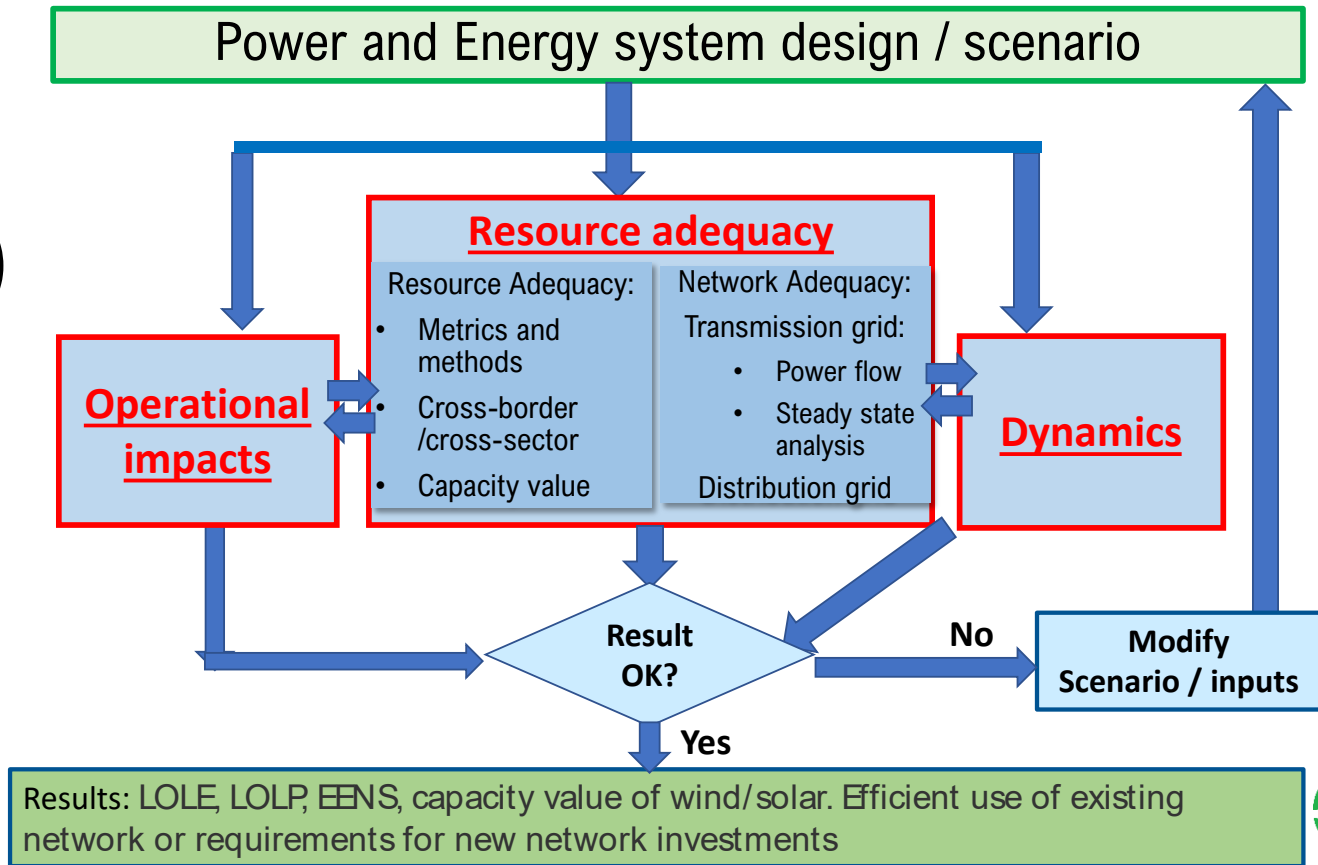 Power and Energy system design / scenario
)
Resource adequacy
Resource Adequacy:
• Metrics and
methods
• Cross-border
/cross-sector
• Capacity value
Network Adequacy:
Transmission grid:
• Power flow
• Steady state
analysis
Distribution grid
Operational
impacts
Dynamics
Result
OK?
No
Modify
Scenario / inputs
Yes
Results: LOLE, LOLP, EENS, capacity value of wind/solar. Efficient use of existing
network or requirements for new network investments